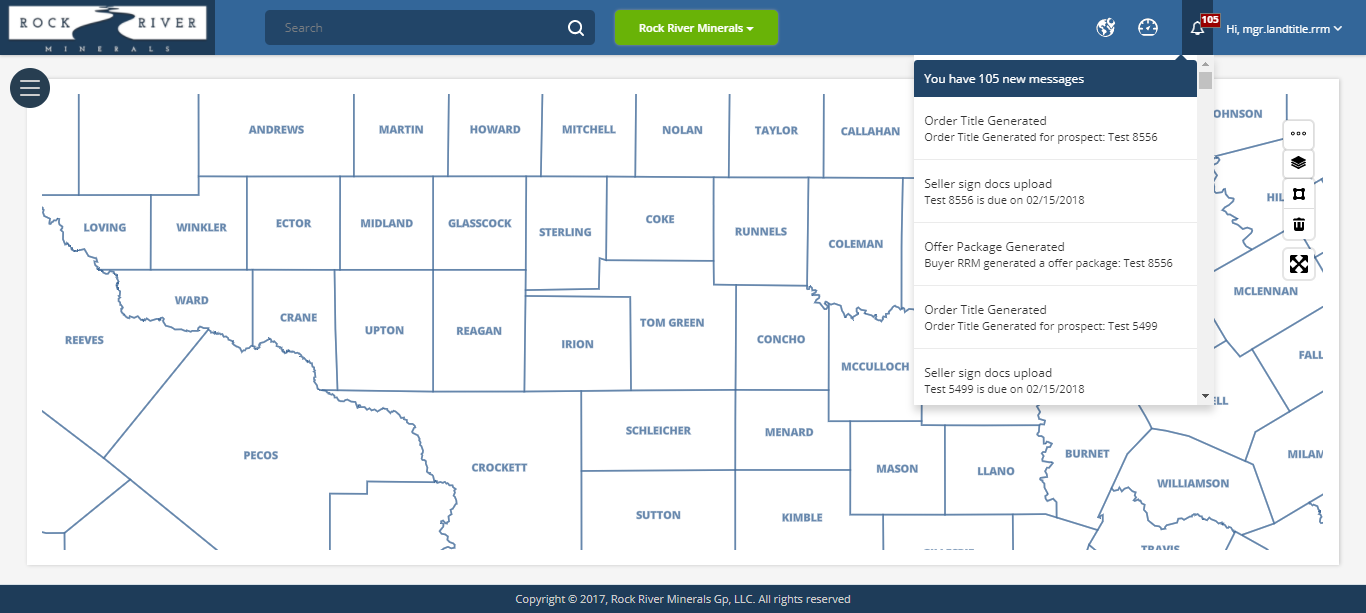 ROCK RIVER
MINERALS
Search
Rock River Minerals
105
Hi, mgr.landtitle.rrm
You have 105 new messages
Order Title Generated
Order Title Generated for prospect: Test 8556
Seller sign docs upload
Test 8556 is due on 02/15/2018
Offer Package Generated
Buyer RRM generated a offer package: Test 8556
Order Title Generated
Order Title Generated for prospect: Test 5499
Seller sign docs upload
Test 5499 is due on 02/15/2018
ANDREWS
MARTIN
HOWARD
MITCHELL
NOLAN
TAYLOR
CALLAHAN
OHNSON
LOVING
WINKLER
ECTOR
MIDLAND
GLASSCOCK
STERLING
COKE
RUNNELS
COLEMAN
HIL
WARD
CRANE
UPTON
REAGAN
IRION
TOM GREEN
CONCHO
MCCULLOCH
MCLENNAN
REEVES
FALL
ELL
PECOS
CROCKETT
SCHLEICHER
MENARD
MASON
LLANO
BURNET
MILAM
WILLIAMSON
SUTTON
KIMBLE
TRAVIS
Copyright © 2017, Rock River Minerals Gp, LLC. All rights reserved